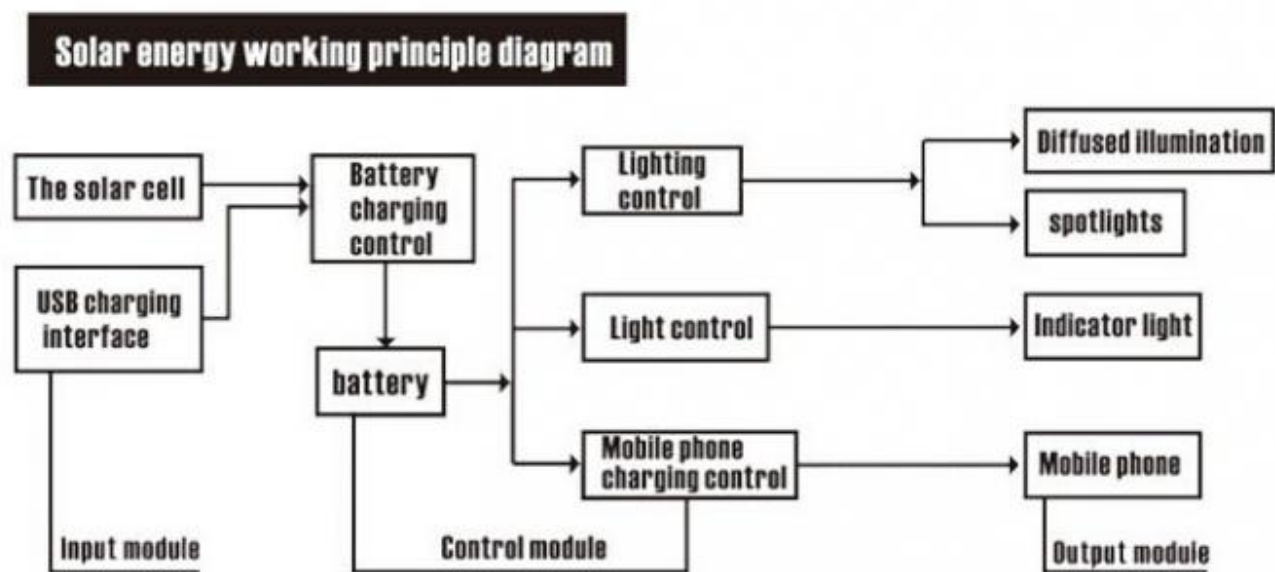 Solar energy working principle diagram
The solar cell
USB charging
interface
Battery
charging
control
battery
Lighting
control
Light control
Mobile phone
charging control
Diffused illumination
spotlights
Indicator light
Mobile phone
Input module
Control module
Output module